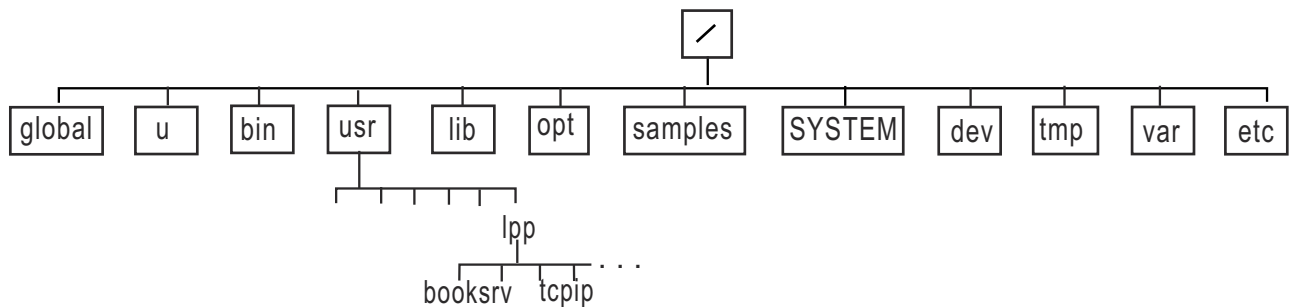 /
global u bin usr lib opt samples SYSTEM dev tmp var etc
lpp
. . .
booksrv tcpip